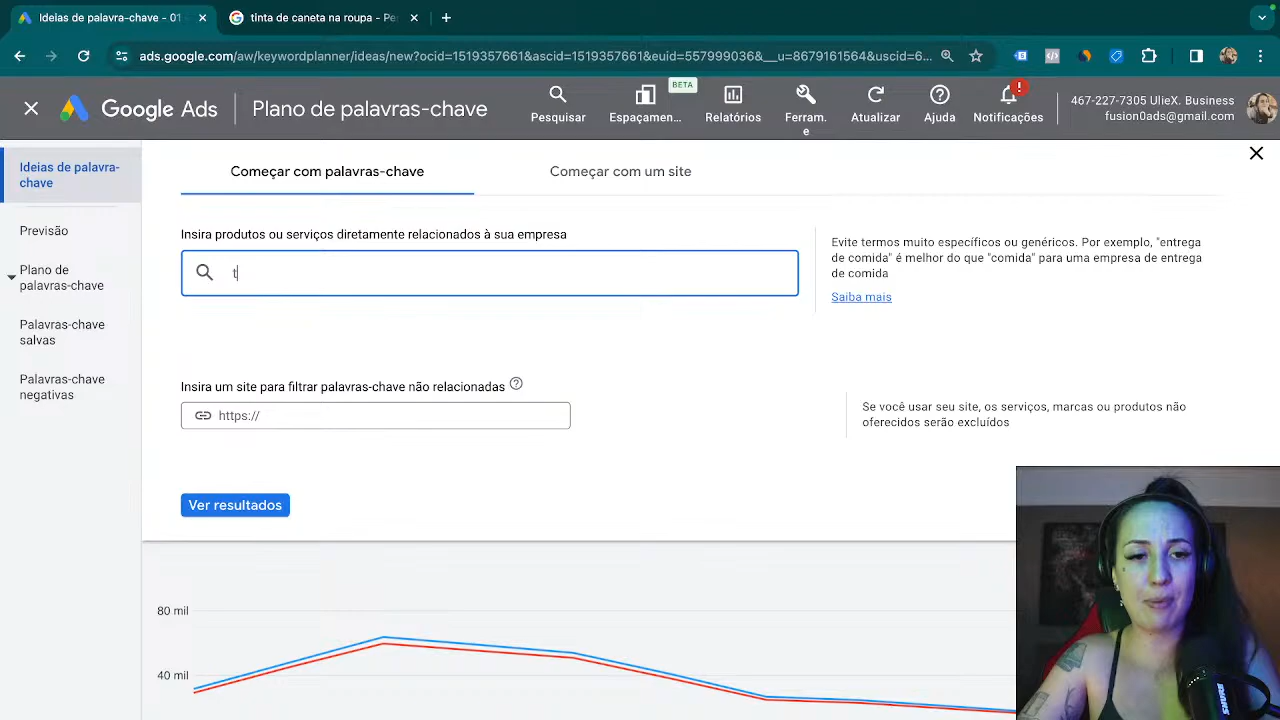 Ideias de palavra-chave - 01
tinta de caneta na roupa - Pe
ads.google.com/aw/keywordplanner/ideas/new?ocid=1519357661&ascid=1519357661&euid=557999036&__u=8679161564&uscid=6...
Google Ads
Plano de palavras-chave
Pesquisar
BETA
Espaçamen...
Relatórios
Ferram.
e
Atualizar
Ajuda
Notificações
467-227-7305 UlieX. Business
fusion0ads@gmail.com
Ideias de palavra-
chave
Previsão
Plano de
palavras-chave
Palavras-chave
salvas
Palavras-chave
negativas
Começar com palavras-chave
Começar com um site
Insira produtos ou serviços diretamente relacionados à sua empresa
t
Evite termos muito específicos ou genéricos. Por exemplo, "entrega
de comida" é melhor do que "comida" para uma empresa de entrega
de comida
Saiba mais
Insira um site para filtrar palavras-chave não relacionadas
https://
Se você usar seu site, os serviços, marcas ou produtos não
oferecidos serão excluídos
Ver resultados
80 mil
40 mil